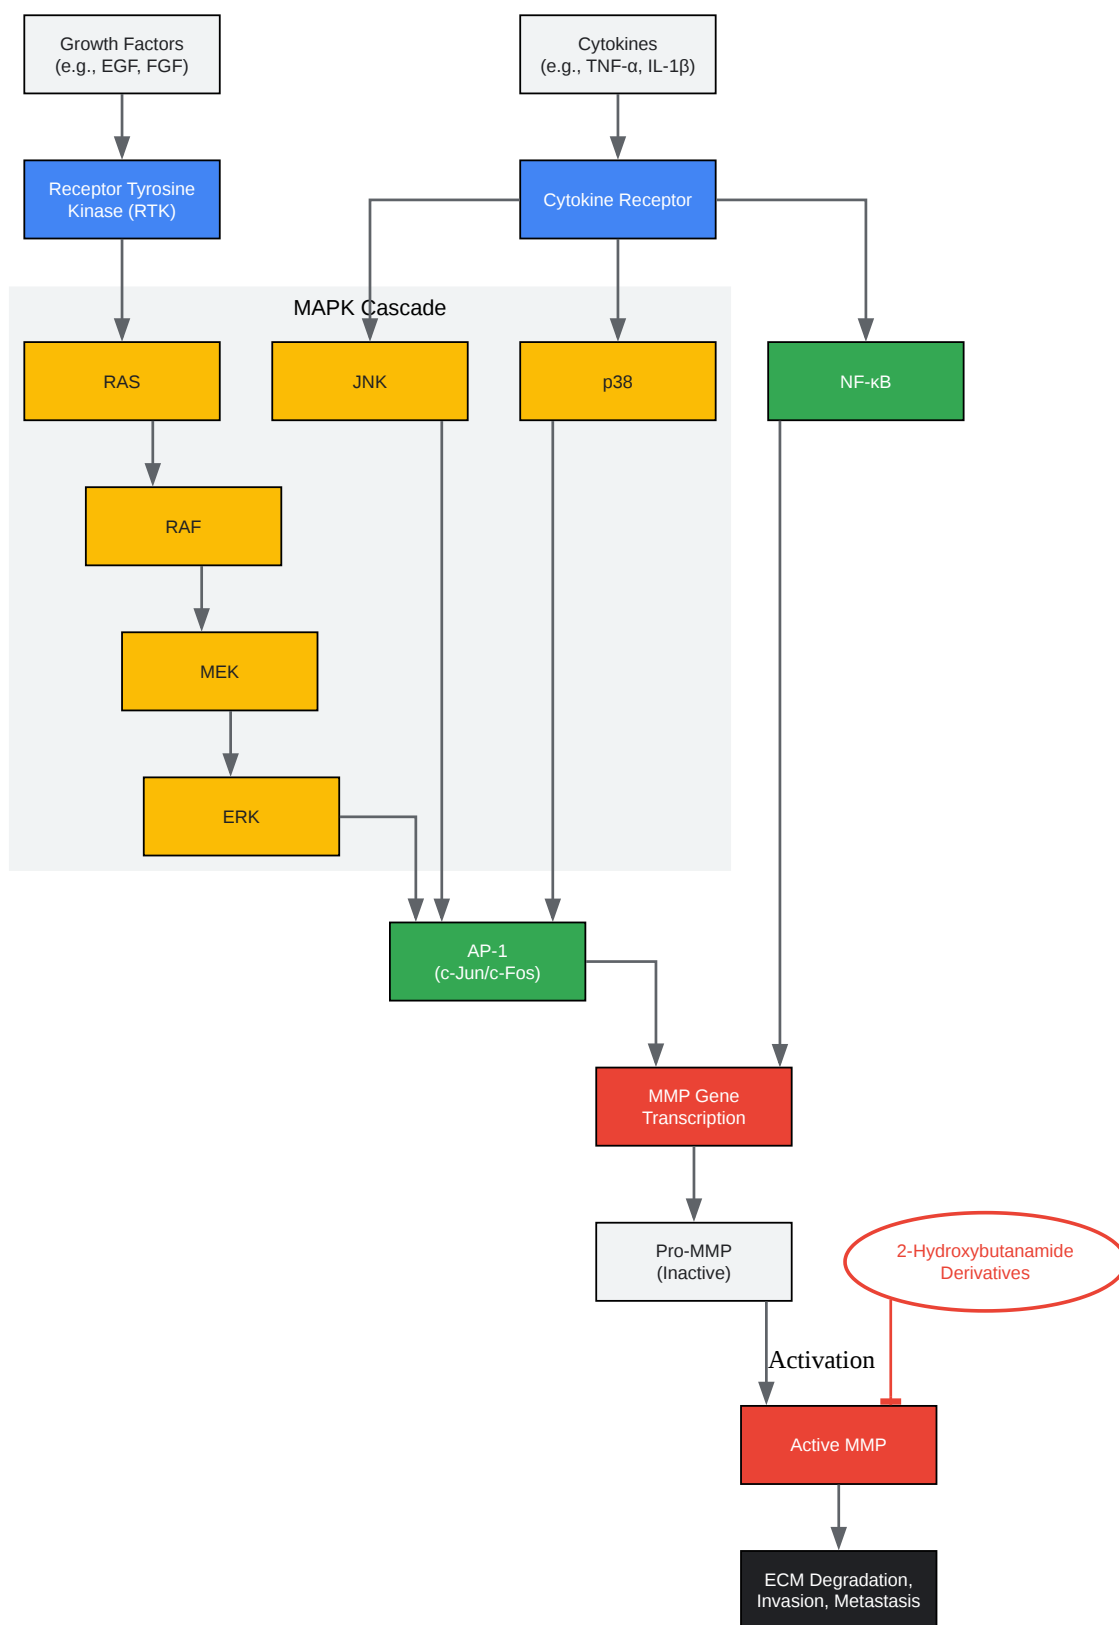 Growth Factors
(e.g., EGF, FGF)
Cytokines
(e.g., TNF-α, IL-1β)
Receptor Tyrosine
Kinase (RTK)
Cytokine Receptor
MAPK Cascade
RAS
JNK
p38
NF-κB
RAF
MEK
ERK
AP-1
(c-Jun/c-Fos)
MMP Gene
Transcription
Pro-MMP
(Inactive)
2-Hydroxybutanamide
Derivatives
Activation
Active MMP
ECM Degradation,
Invasion, Metastasis